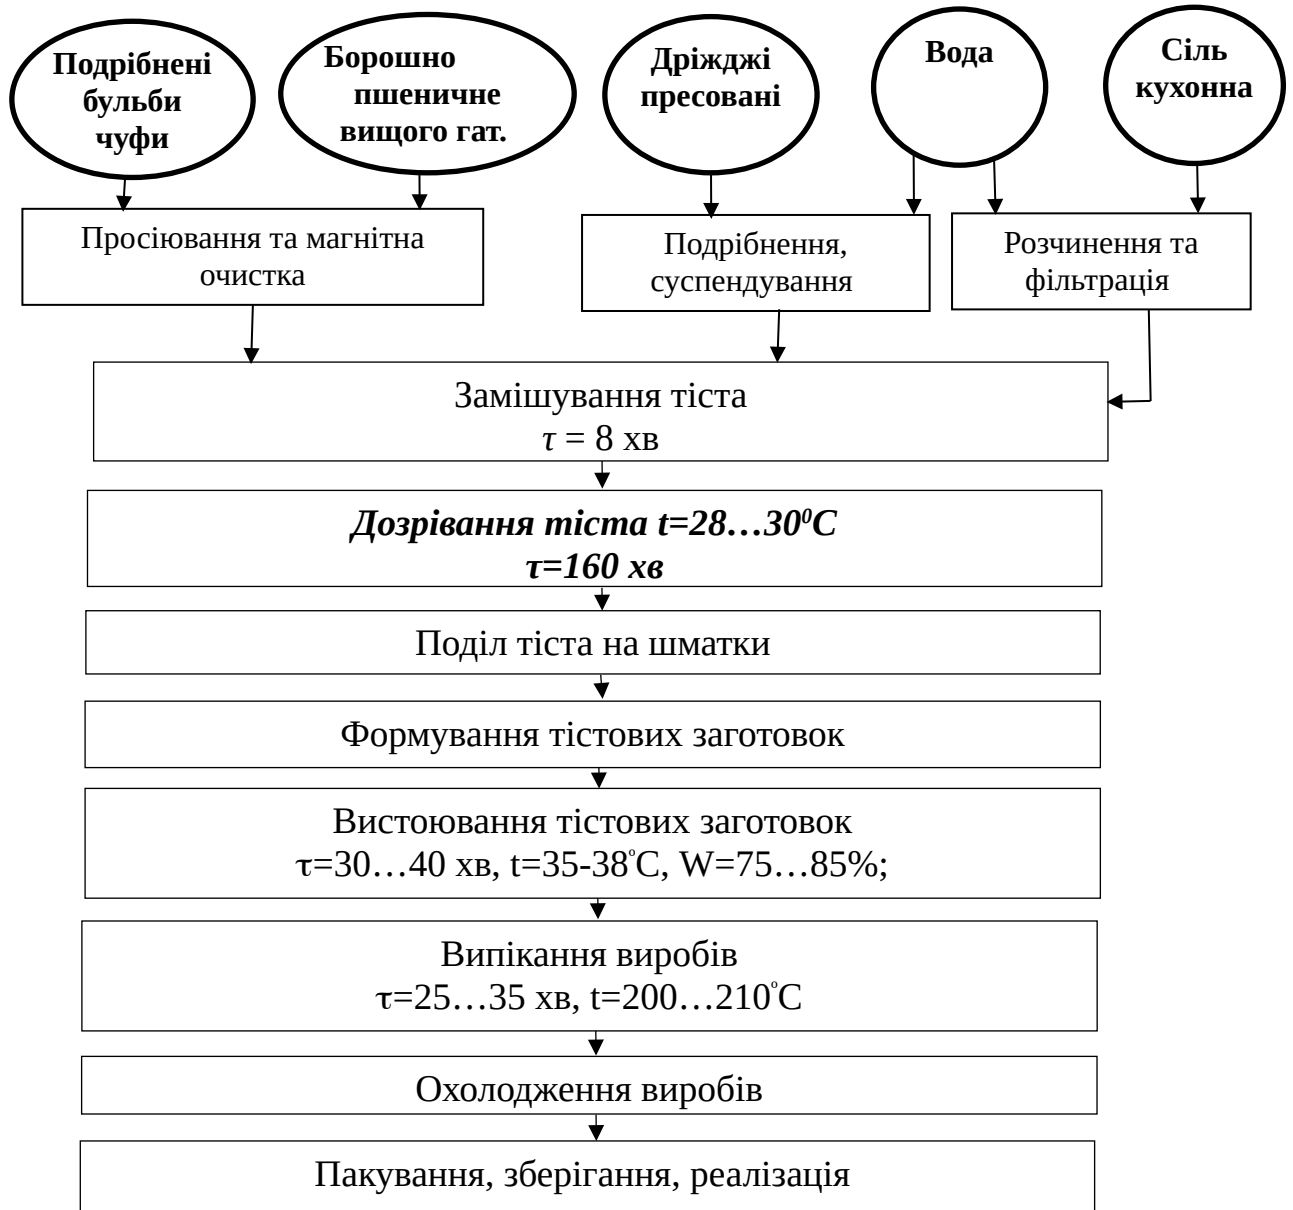 Подрібнені
бульби
чуфи
Борошно
пшеничне
вищого гат.
Дріжджі
пресовані
Вода
Сіль
кухонна
Просіювання та магнітна
очистка
Подрібнення,
суспендування
Розчинення та
фільтрація
Замішування тіста
τ = 8 хв
Дозрівання тіста t=28…30⁰С
τ=160 хв
Поділ тіста на шматки
Формування тістових заготовок
Вистоювання тістових заготовок
τ=30…40 хв, t=35-38°С, W=75…85%;
Випікання виробів
τ=25…35 хв, t=200…210°С
Охолодження виробів
Пакування, зберігання, реалізація